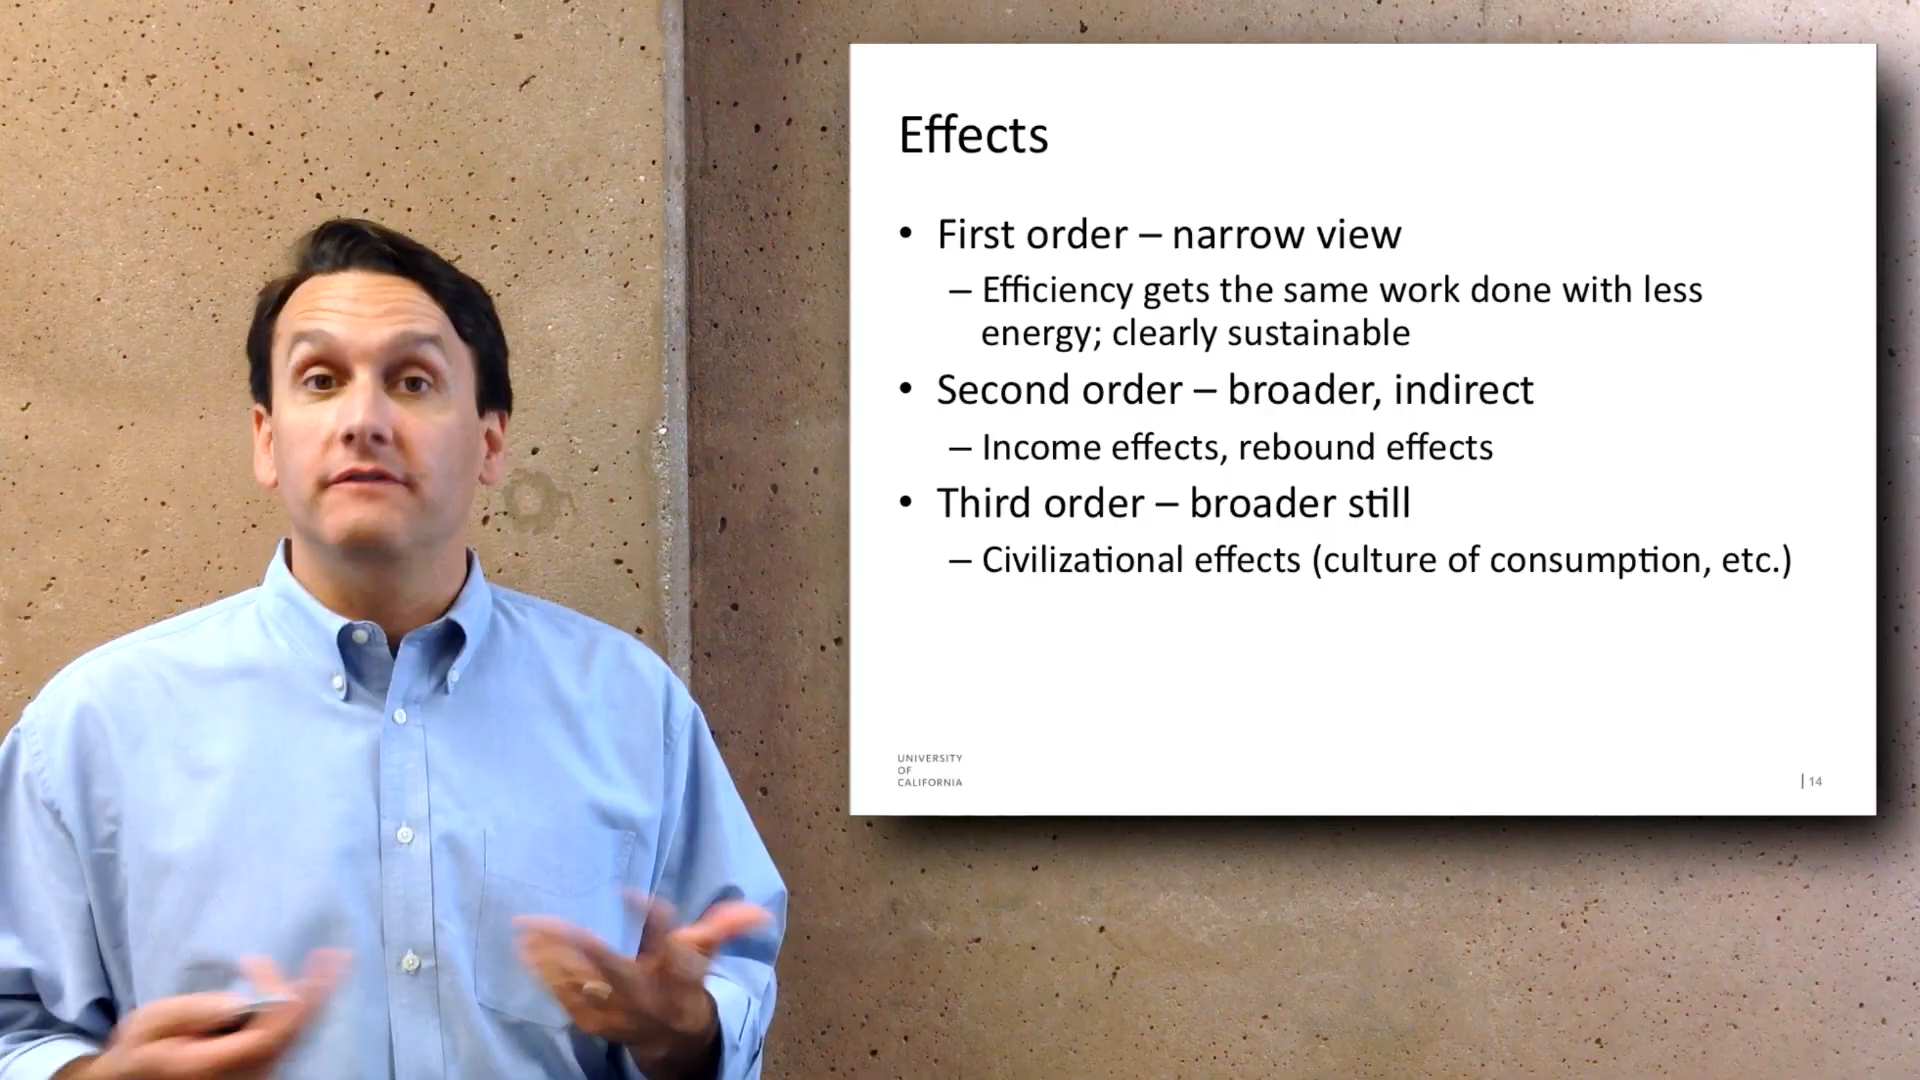 Effects
• First order – narrow view
– Efficiency gets the same work done with less
energy; clearly sustainable
• Second order – broader, indirect
– Income effects, rebound effects
• Third order – broader still
– Civilizational effects (culture of consumption, etc.)
UNIVERSITY
OF
CALIFORNIA
| 14